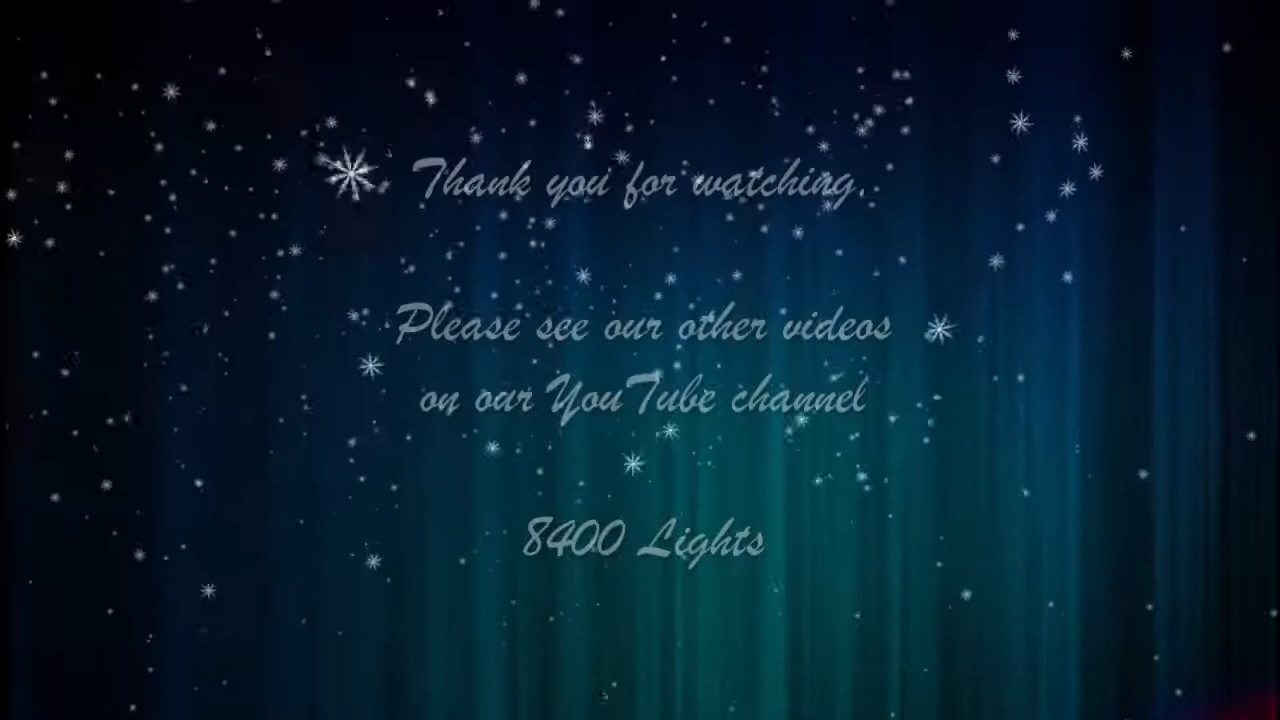 Thank you for watching.
Please see our other videos
on our YouTube channel
8400 Lights